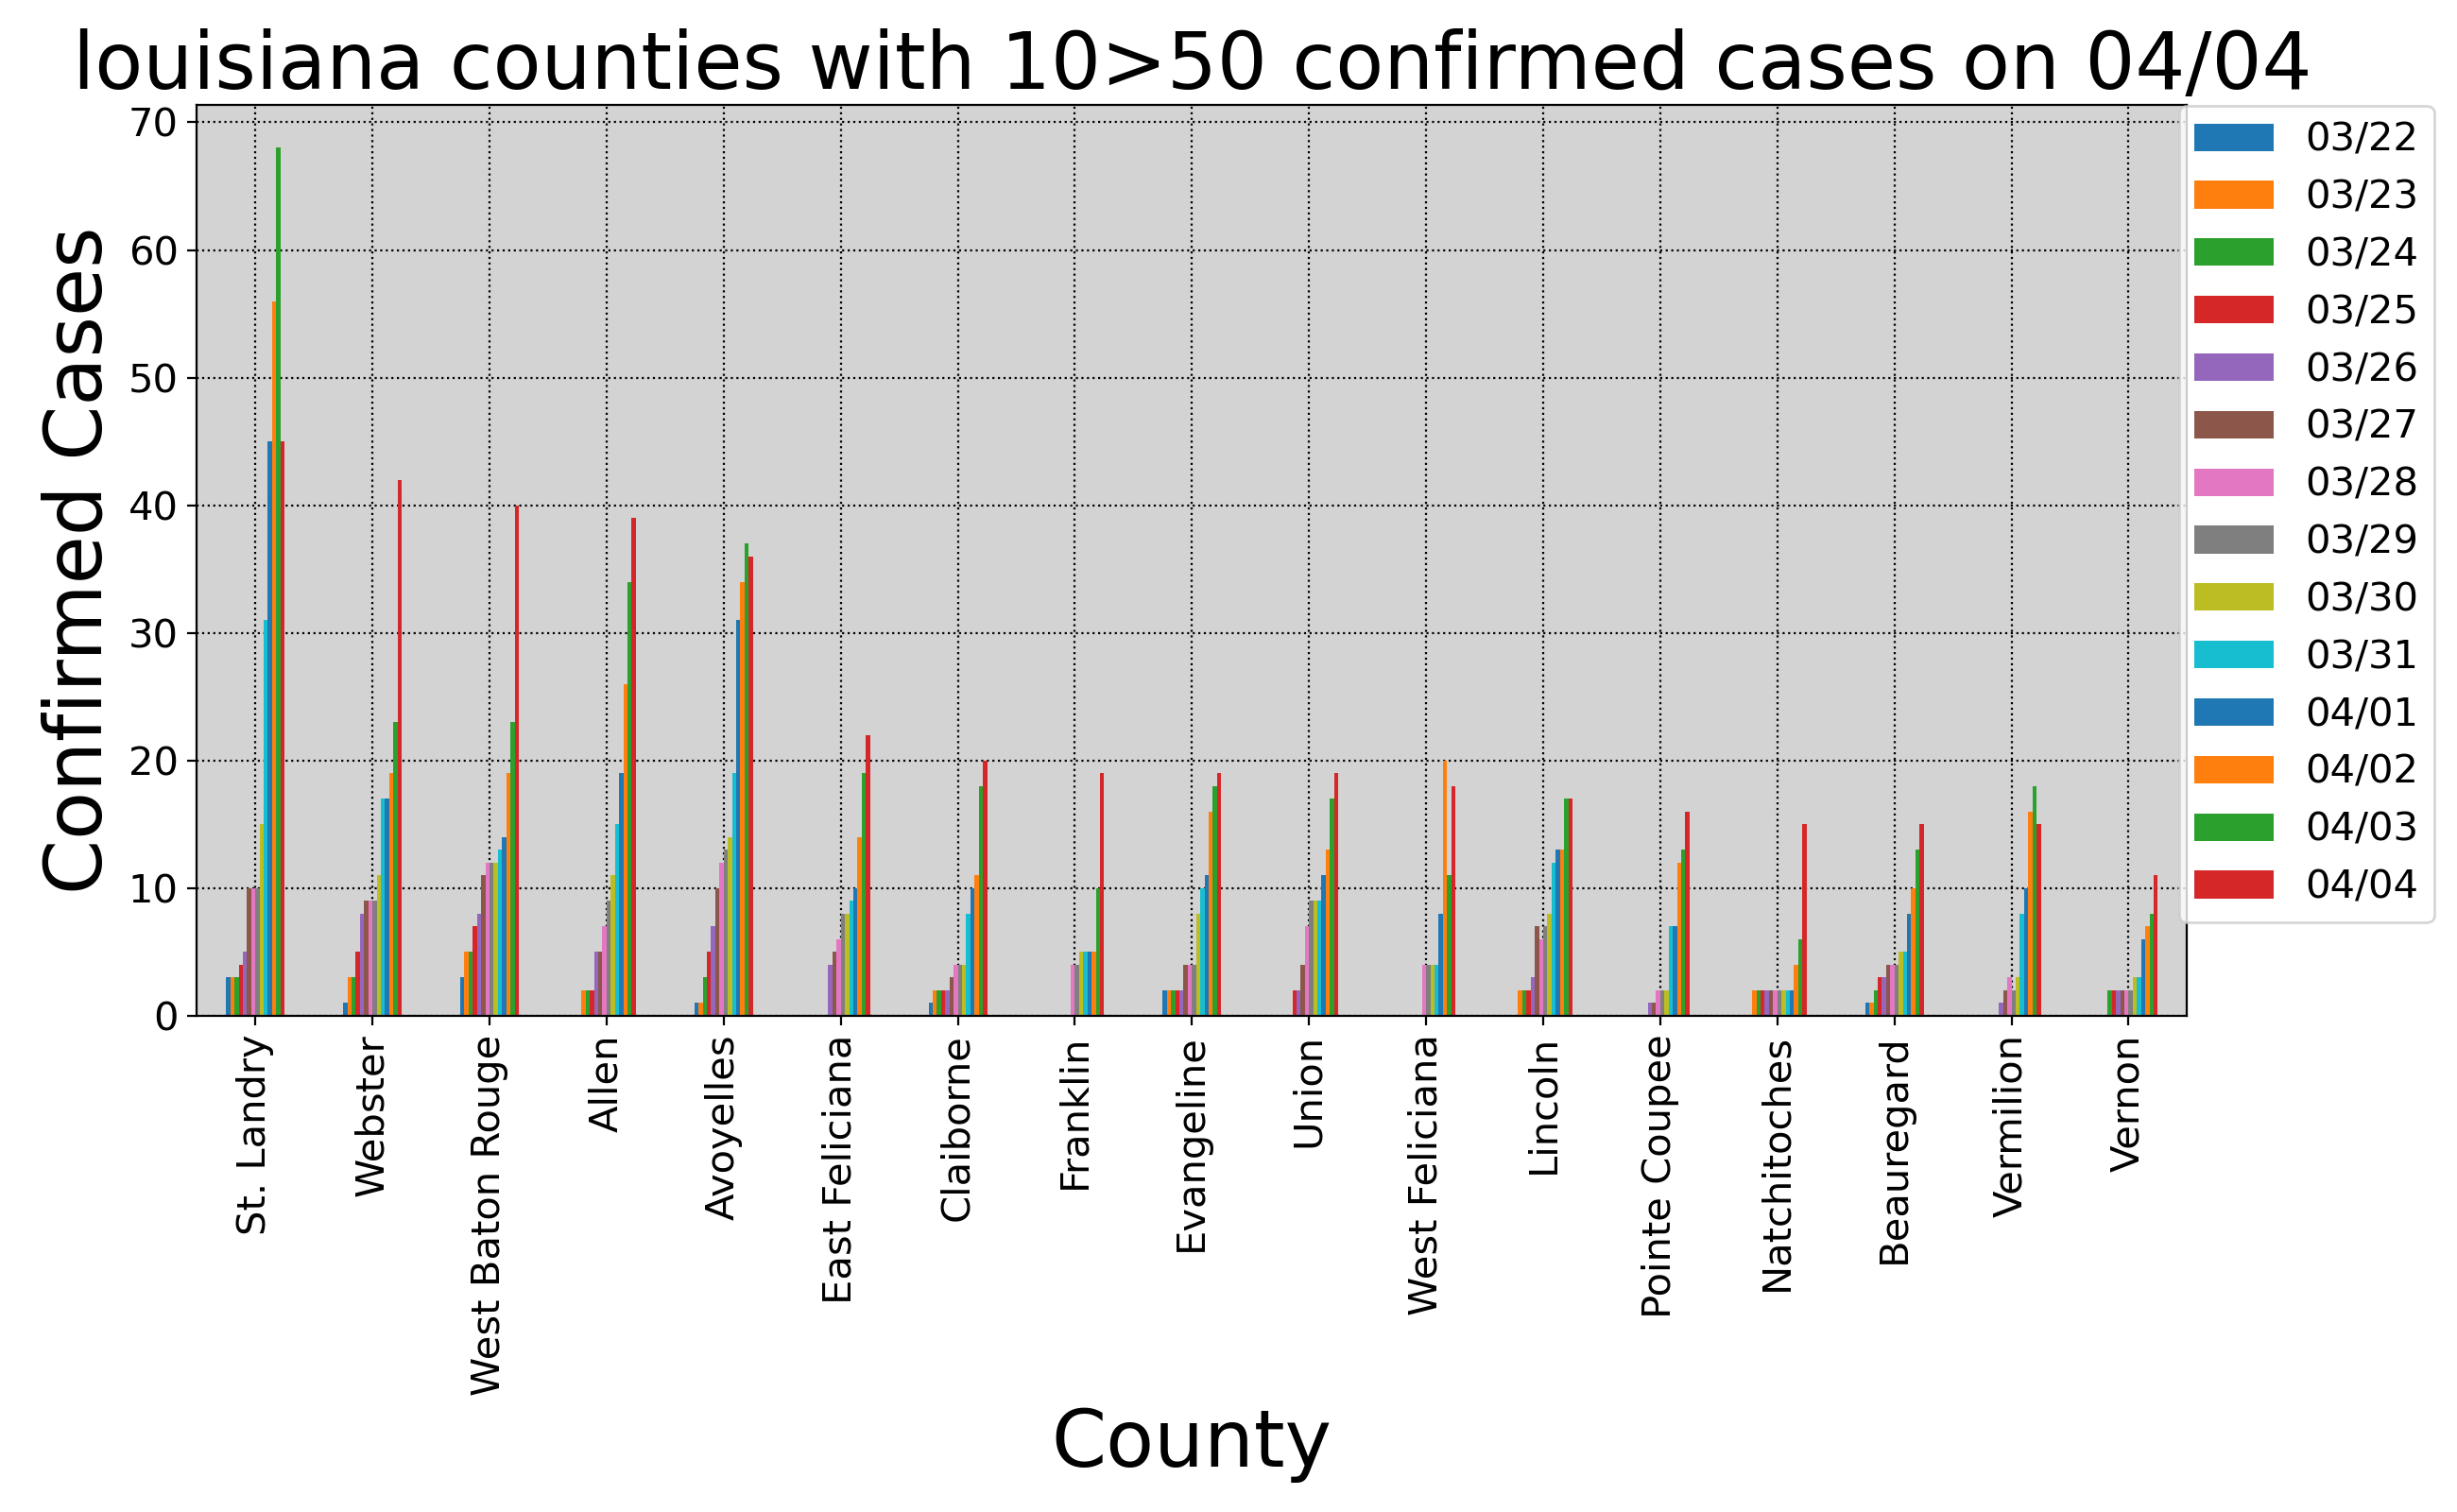 louisiana counties with 10>50 confirmed cases on 04/04
Confirmed Cases
70
60
50
40
30
20
10
0
03/22
03/23
03/24
03/25
03/26
03/27
03/28
03/29
03/30
03/31
04/01
04/02
04/03
04/04
St. Landry
Webster
West Baton Rouge
Allen
Avoyelles
East Feliciana
Claiborne
Franklin
Evangeline
Union
West Feliciana
Lincoln
Pointe Coupee
Natchitoches
Beauregard
Vermilion
Vernon
County